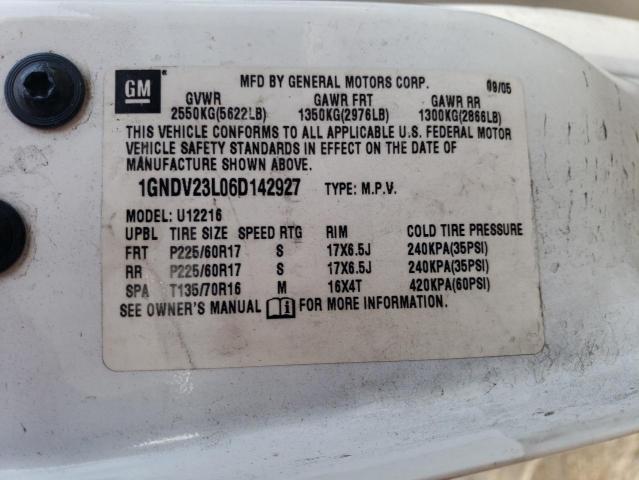 GM
MFD BY GENERAL MOTORS CORP. 09/05
GVWR GAWR FRT GAWR RR
2550KG(5622LB) 1350KG(2976LB) 1300KG(2866LB)
THIS VEHICLE CONFORMS TO ALL APPLICABLE U.S. FEDERAL MOTOR
VEHICLE SAFETY STANDARDS IN EFFECT ON THE DATE OF
MANUFACTURE SHOWN ABOVE.
1GNDV23L06D142927 TYPE: M.P.V.
MODEL: U12216
UPBL TIRE SIZE SPEED RTG RIM COLD TIRE PRESSURE
FRT P225/60R17 S 17X6.5J 240KPA(35PSI)
RR P225/60R17 S 17X6.5J 240KPA(35PSI)
SPA T135/70R16 M 16X4T 420KPA(60PSI)
SEE OWNER'S MANUAL i FOR MORE INFORMATION.